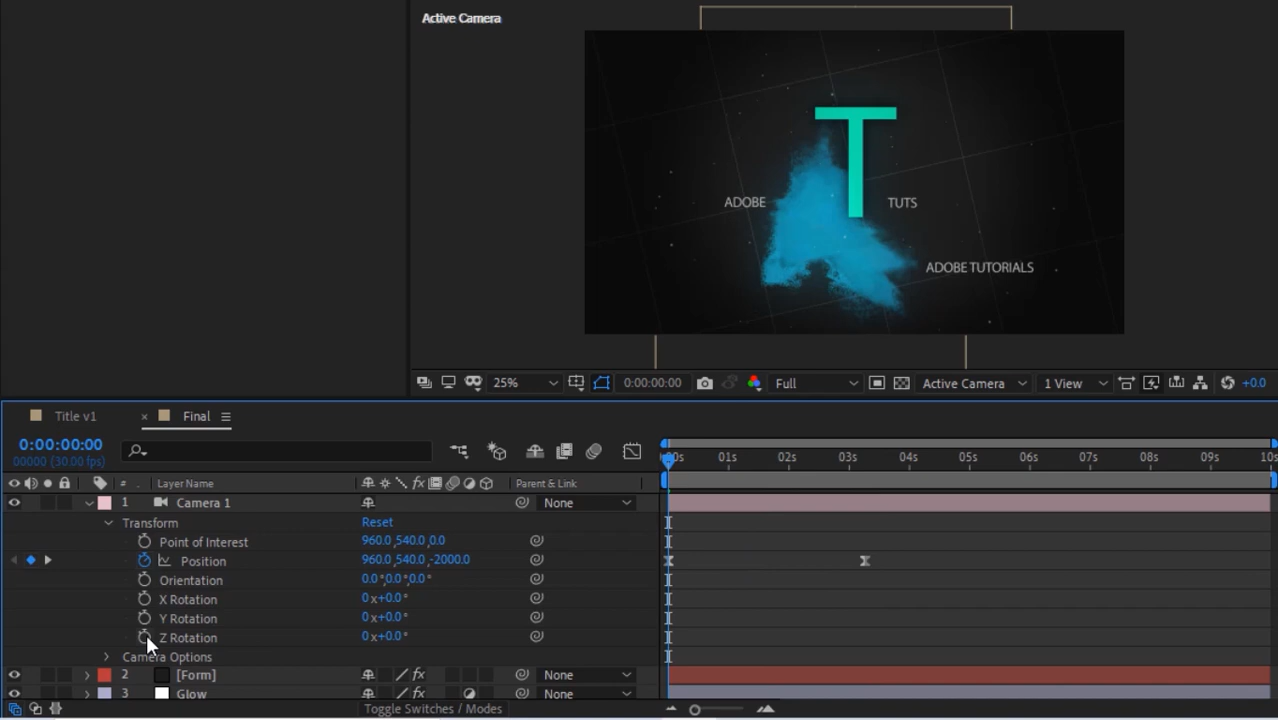 Active Camera
T
ADOBE TUTS
ADOBE TUTORIALS
25% 0:00:00:00 Full Active Camera 1 View +0.0
Title v1 × Final
0:00:00:00
00000 (30.00 fps)
:00s 01s 02s 03s 04s 05s 06s 07s 08s 09s 10s
# Layer Name fx Parent & Link
1 Camera 1 None
Transform Reset
Point of Interest 960.0,540.0,0.0
Position 960.0,540.0,-2000.0
Orientation 0.0°,0.0°,0.0°
X Rotation 0x+0.0°
Y Rotation 0x+0.0°
Z Rotation 0x+0.0°
Camera Options
2 [Form] fx None
3 Glow None
Toggle Switches / Modes